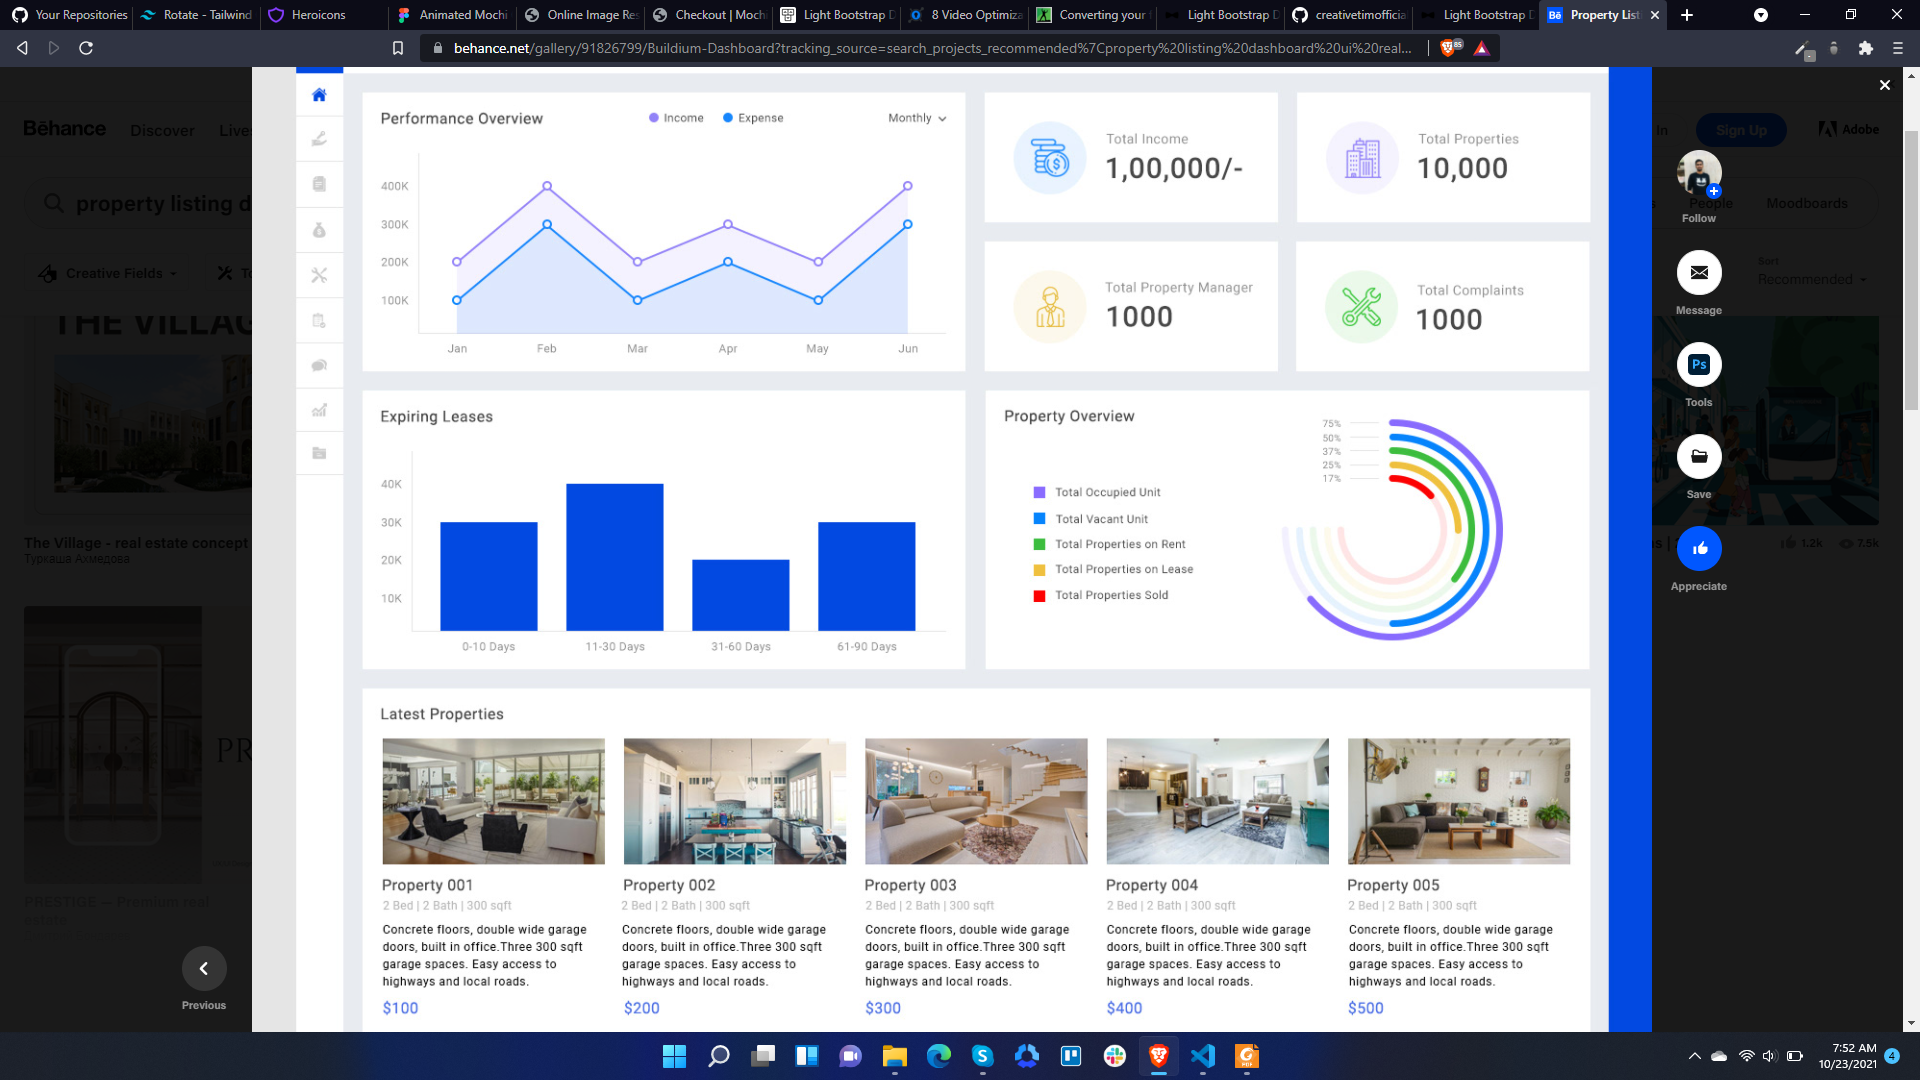 Your Repositories
Rotate - Tailwind
Heroicons
Animated Mochi
Online Image Res
Checkout | Moch
Light Bootstrap D
8 Video Optimiza
Converting your
Light Bootstrap D
creativetimofficia
Light Bootstrap D
Property List
behance.net/gallery/91826799/Buildium-Dashboard?tracking_source=search_projects_recommended%7Cproperty%20listing%20dashboard%20ui%20real...
85
Bēhance
Discover
Live
In
Sign Up
Adobe
property listing d
People
Moodboards
Creative Fields
To
Sort
Recommended
THE VILLAG
The Village - real estate concept
Туркаша Ахмедова
PR
PRESTIGE — Premium real
estate
Previous
Performance Overview
Income
Expense
Monthly
400K
300K
200K
100K
Jan
Feb
Mar
Apr
May
Jun
Total Income
1,00,000/-
Total Properties
10,000
Total Property Manager
1000
Total Complaints
1000
Expiring Leases
40K
30K
20K
10K
0-10 Days
11-30 Days
31-60 Days
61-90 Days
Property Overview
75%
50%
37%
25%
17%
Total Occupied Unit
Total Vacant Unit
Total Properties on Rent
Total Properties on Lease
Total Properties Sold
Latest Properties
Property 001
2 Bed | 2 Bath | 300 sqft
Concrete floors, double wide garage
doors, built in office.Three 300 sqft
garage spaces. Easy access to
highways and local roads.
$100
Property 002
2 Bed | 2 Bath | 300 sqft
Concrete floors, double wide garage
doors, built in office.Three 300 sqft
garage spaces. Easy access to
highways and local roads.
$200
Property 003
2 Bed | 2 Bath | 300 sqft
Concrete floors, double wide garage
doors, built in office.Three 300 sqft
garage spaces. Easy access to
highways and local roads.
$300
Property 004
2 Bed | 2 Bath | 300 sqft
Concrete floors, double wide garage
doors, built in office.Three 300 sqft
garage spaces. Easy access to
highways and local roads.
$400
Property 005
2 Bed | 2 Bath | 300 sqft
Concrete floors, double wide garage
doors, built in office.Three 300 sqft
garage spaces. Easy access to
highways and local roads.
$500
Follow
Message
Ps
Tools
Save
Appreciate
1.2k
7.5k
7:52 AM
10/23/2021
4